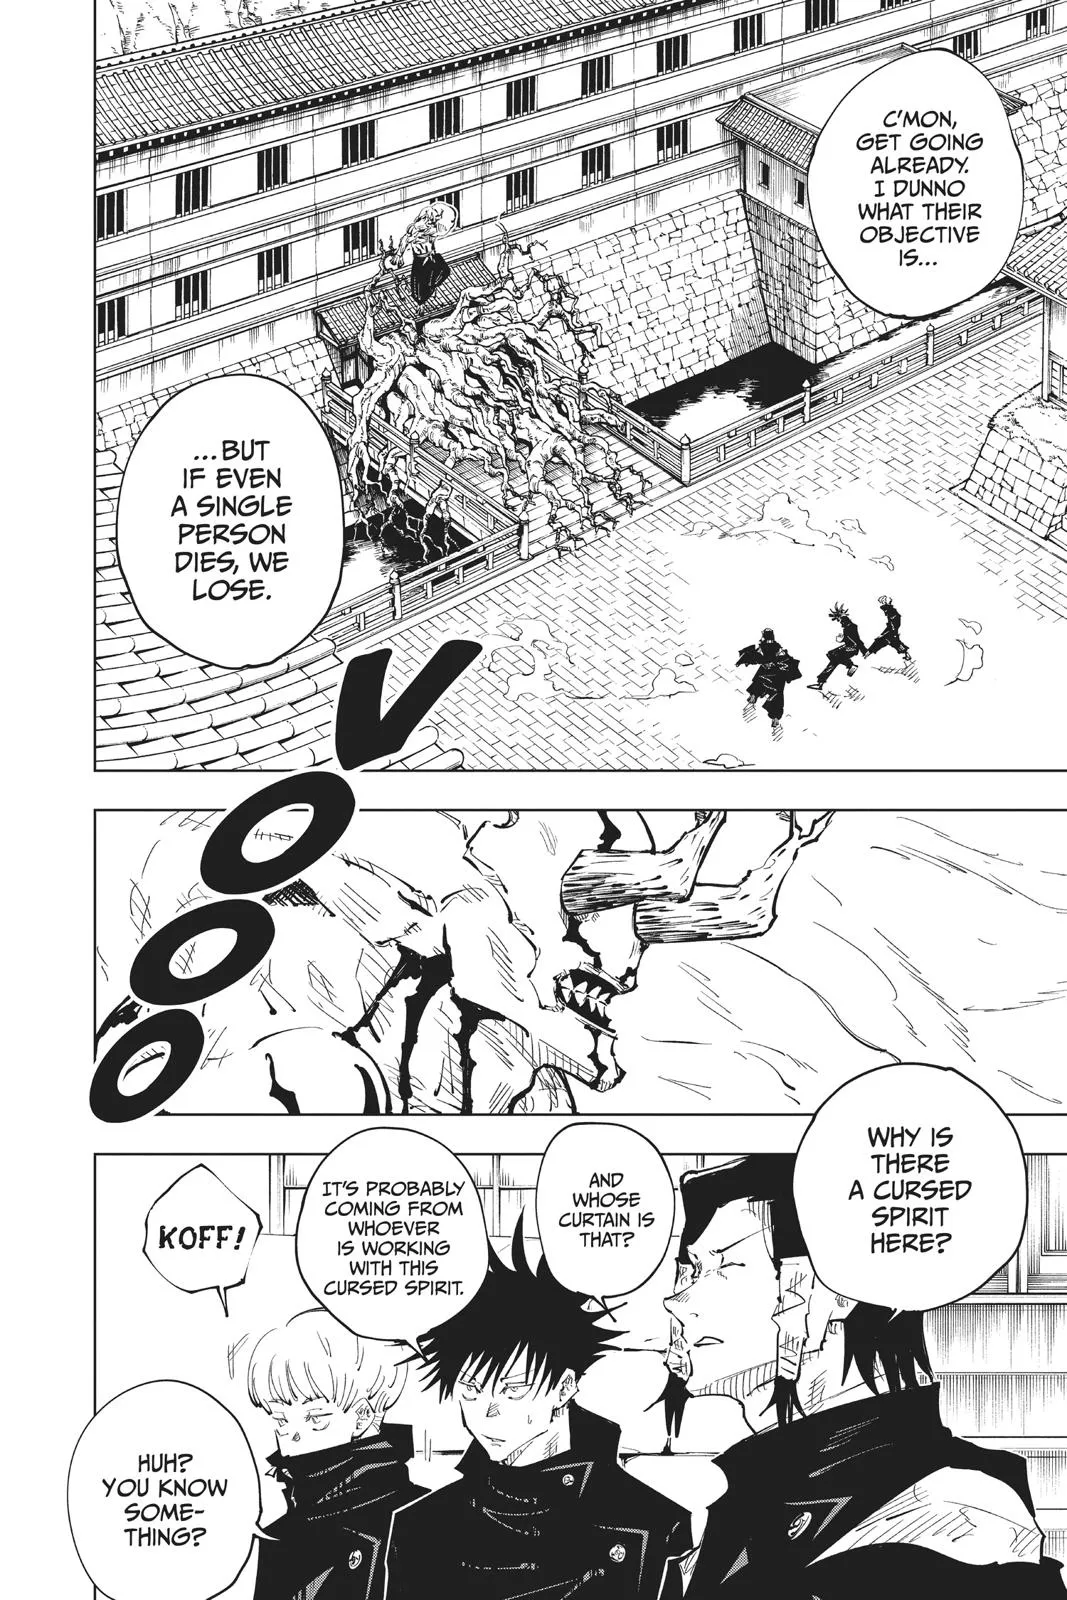 C'MON,
GET GOING
ALREADY.
I DUNNO
WHAT THEIR
OBJECTIVE
IS...
...BUT
IF EVEN
A SINGLE
PERSON
DIES, WE
LOSE.
VOOO
WHY IS
THERE
A CURSED
SPIRIT
HERE?
AND
WHOSE
CURTAIN IS
THAT?
IT'S PROBABLY
COMING FROM
WHOEVER
IS WORKING
WITH THIS
CURSED SPIRIT.
KOFF!
HUH?
YOU KNOW
SOME-
THING?